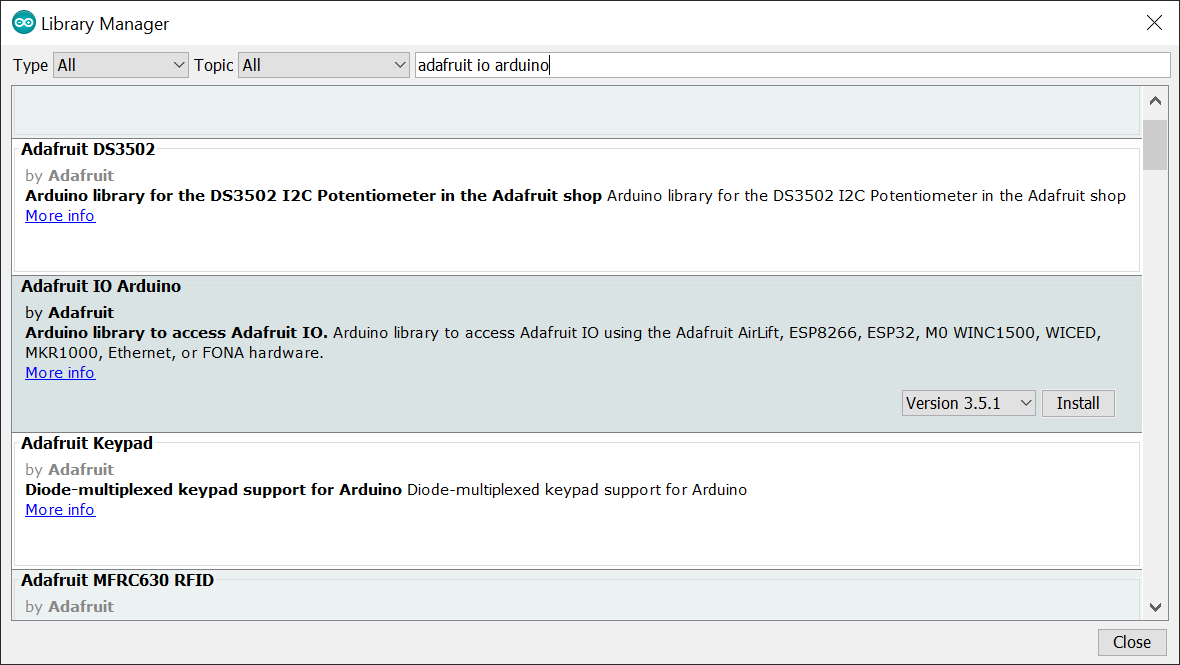 Library Manager
Type All Topic All adafruit io arduino
Adafruit DS3502
by Adafruit
Arduino library for the DS3502 I2C Potentiometer in the Adafruit shop Arduino library for the DS3502 I2C Potentiometer in the Adafruit shop
More info
Adafruit IO Arduino
by Adafruit
Arduino library to access Adafruit IO. Arduino library to access Adafruit IO using the Adafruit AirLift, ESP8266, ESP32, M0 WINC1500, WICED,
MKR1000, Ethernet, or FONA hardware.
More info
Version 3.5.1 Install
Adafruit Keypad
by Adafruit
Diode-multiplexed keypad support for Arduino Diode-multiplexed keypad support for Arduino
More info
Adafruit MFRC630 RFID
by Adafruit
Close